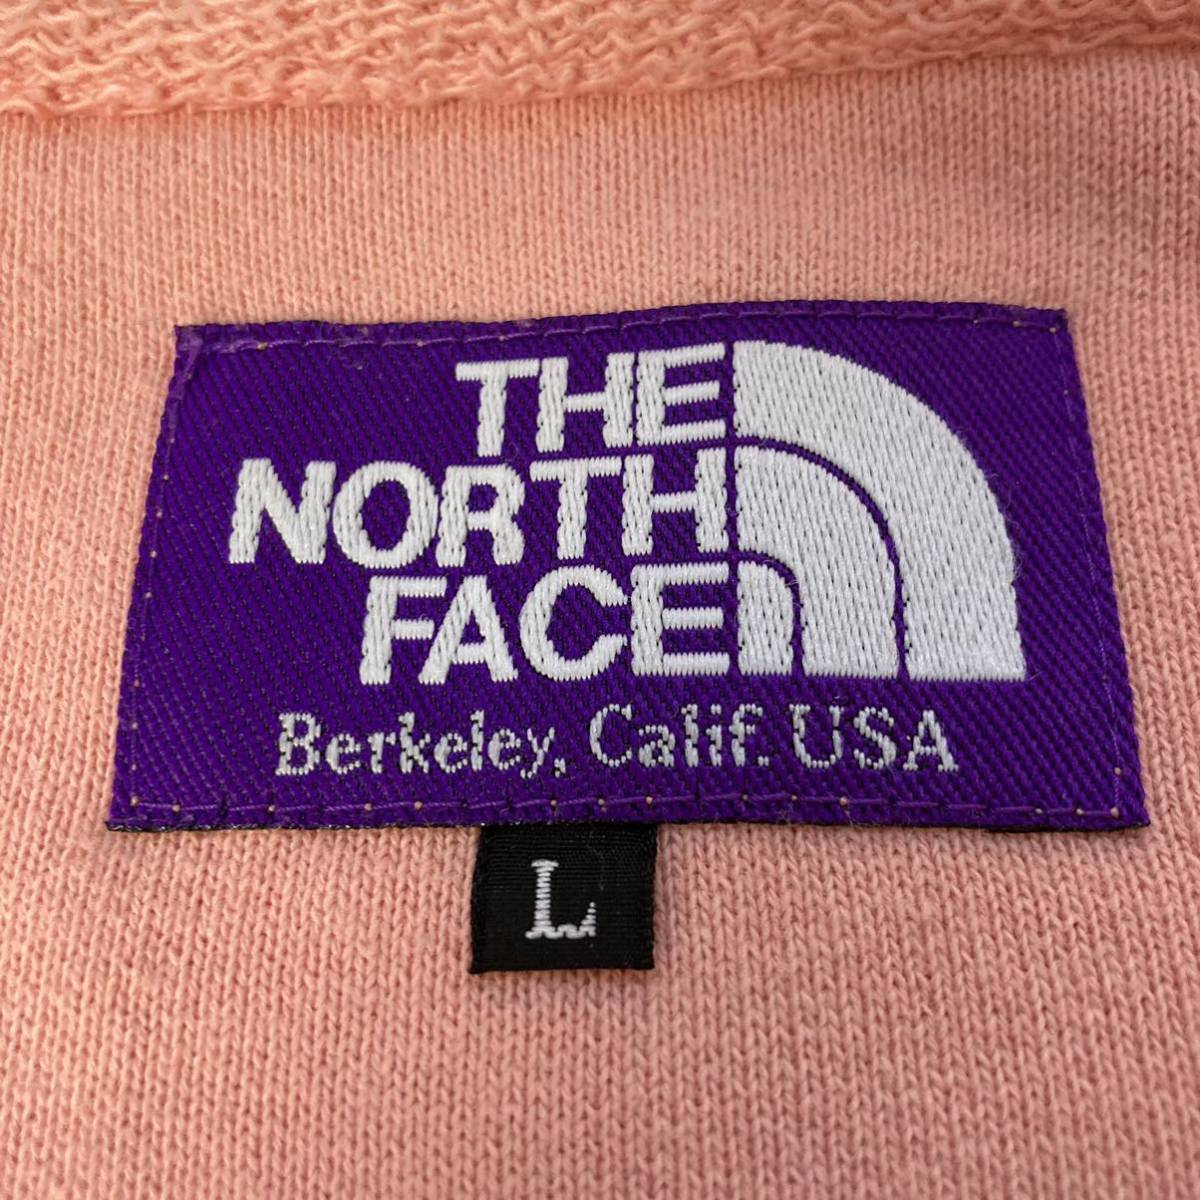 THE
NORTH
FACE
Berkeley, Calif. USA
L